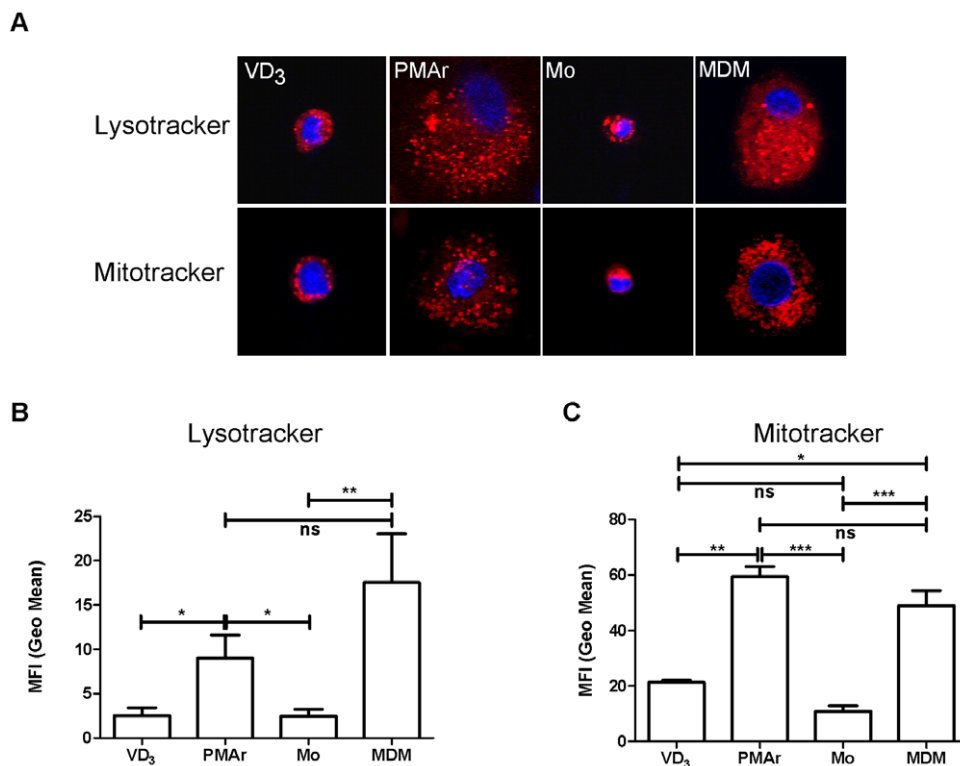 A
VD3 PMAr Mo MDM
Lysotracker
Mitotracker
B
Lysotracker
**
ns
* *
MFI (Geo Mean)
25
20
15
10
5
0
VD3 PMAr Mo MDM
C
Mitotracker
*
ns
***
ns
** ***
MFI (Geo Mean)
80
60
40
20
0
VD3 PMAr Mo MDM